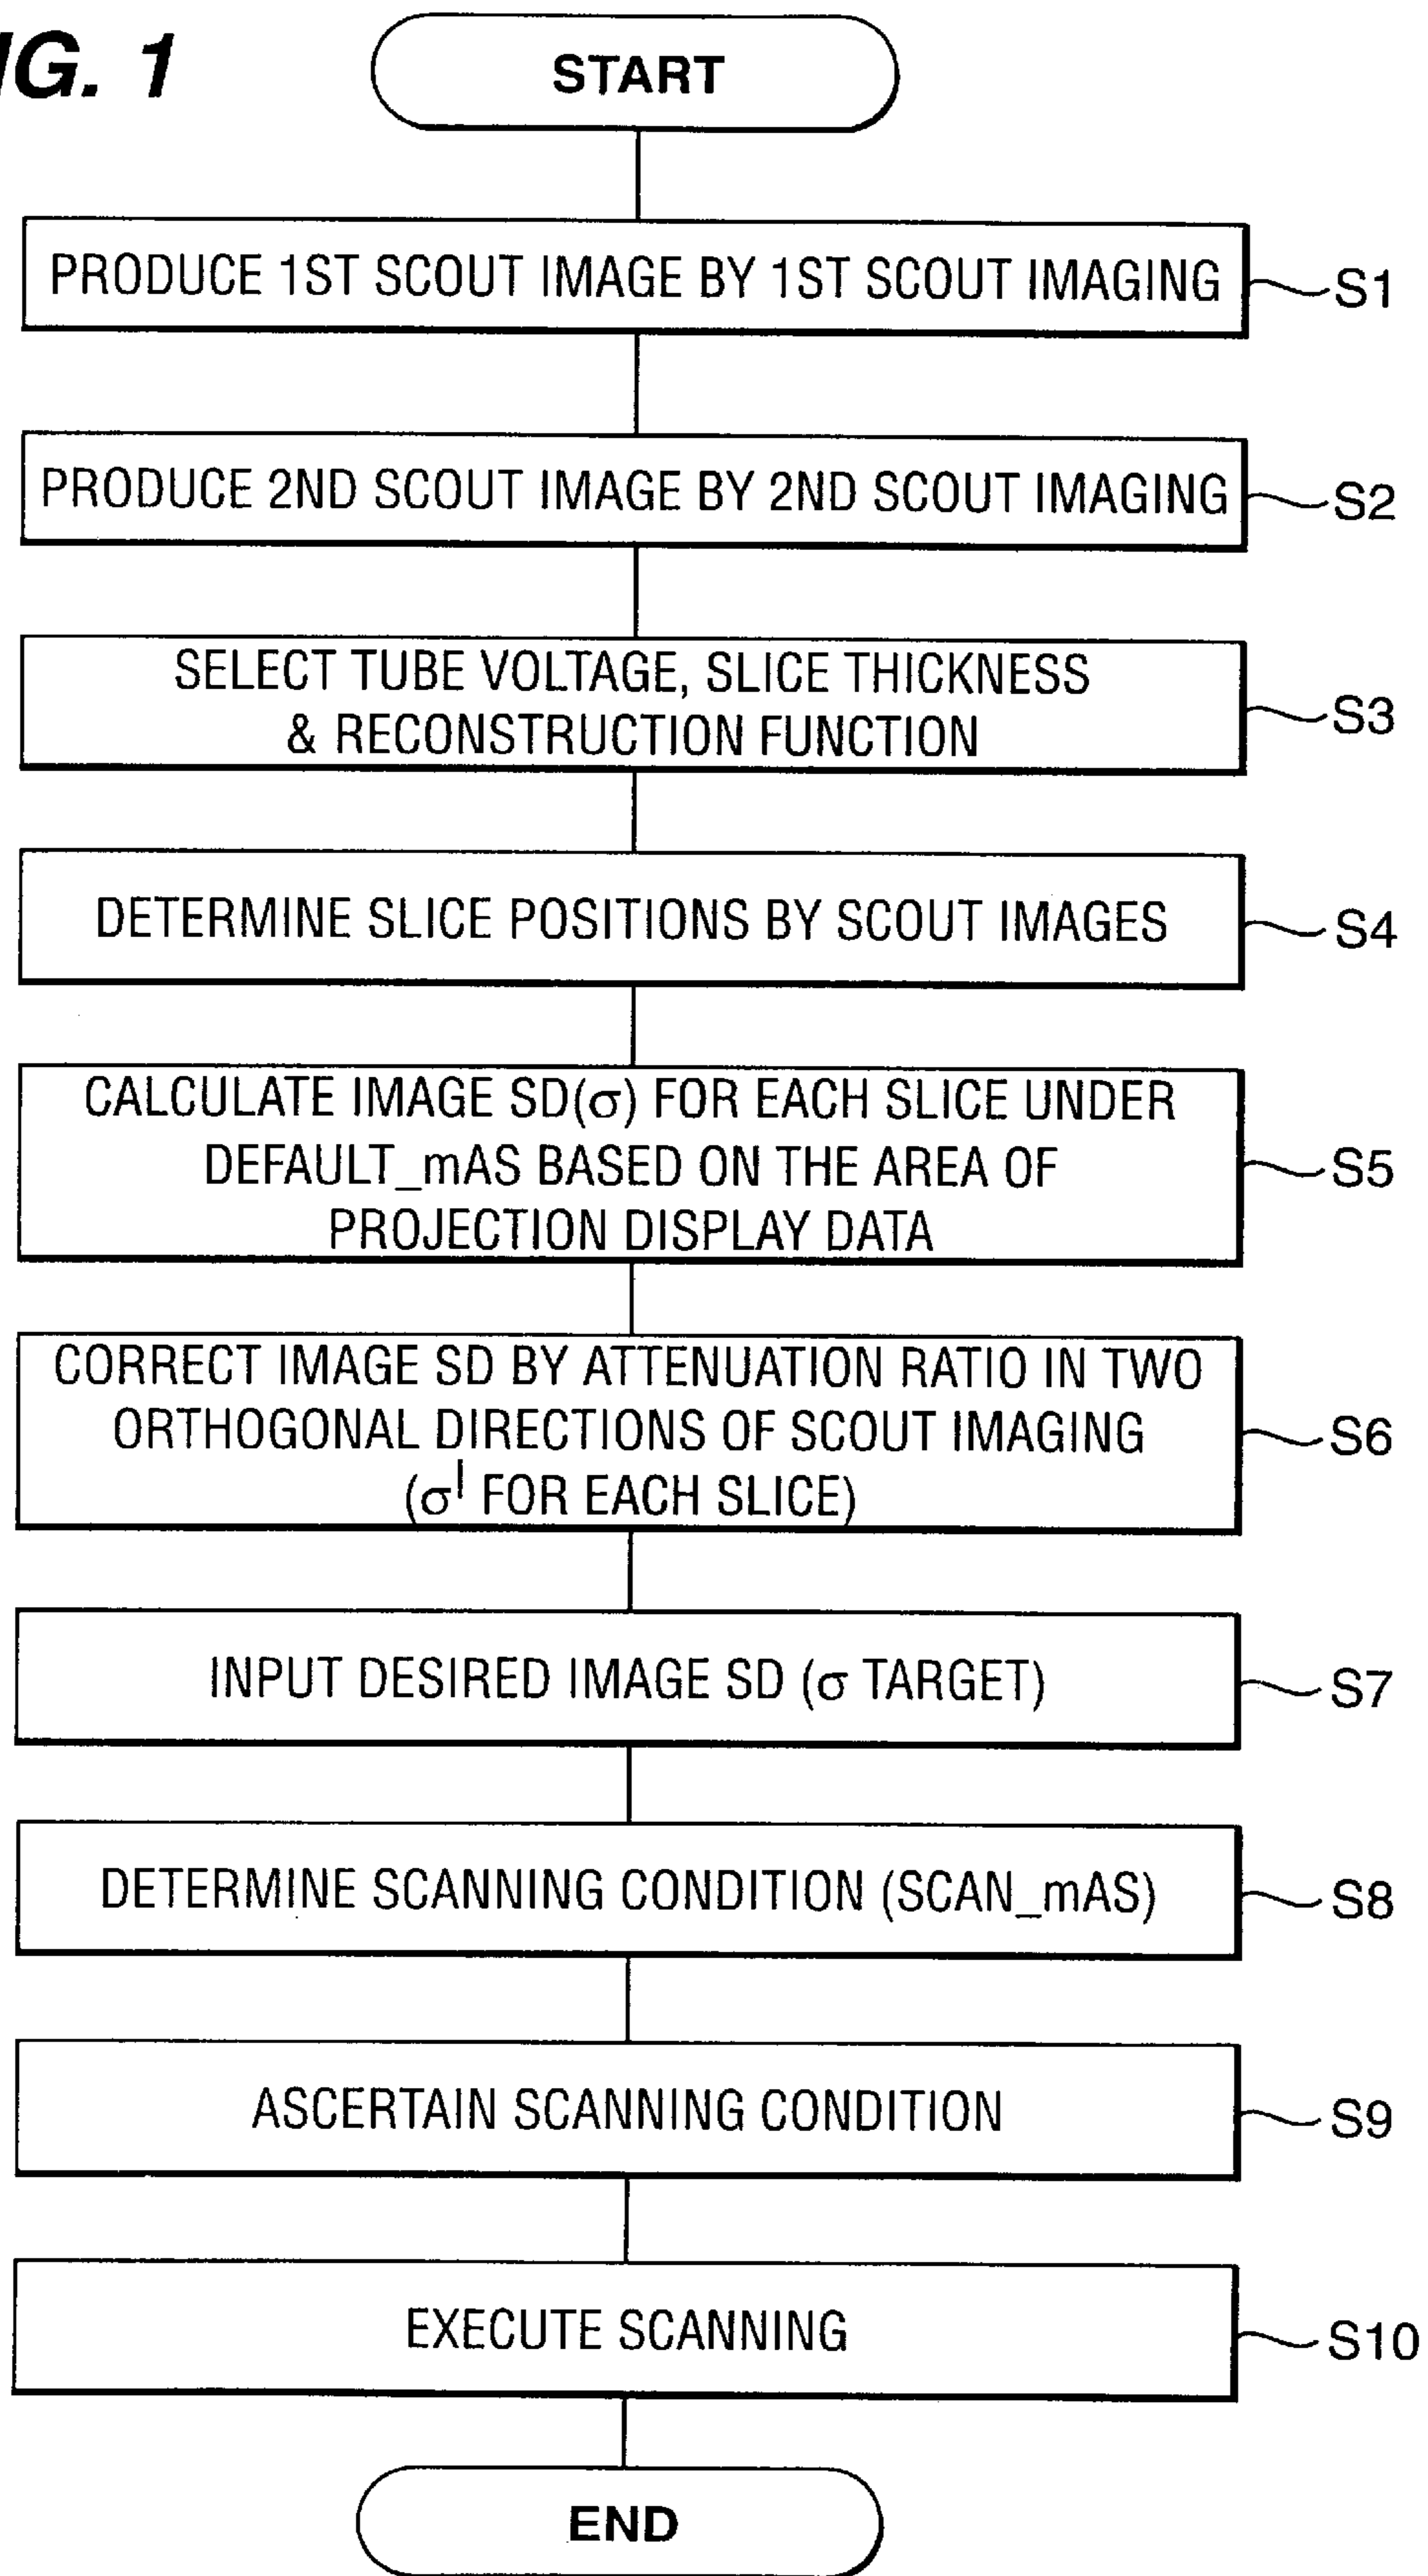 G. 1
START
PRODUCE 1ST SCOUT IMAGE BY 1ST SCOUT IMAGING
S1
PRODUCE 2ND SCOUT IMAGE BY 2ND SCOUT IMAGING
S2
SELECT TUBE VOLTAGE, SLICE THICKNESS
& RECONSTRUCTION FUNCTION
S3
DETERMINE SLICE POSITIONS BY SCOUT IMAGES
S4
CALCULATE IMAGE SD(σ) FOR EACH SLICE UNDER
DEFAULT_mAS BASED ON THE AREA OF
PROJECTION DISPLAY DATA
S5
CORRECT IMAGE SD BY ATTENUATION RATIO IN TWO
ORTHOGONAL DIRECTIONS OF SCOUT IMAGING
(σ' FOR EACH SLICE)
S6
INPUT DESIRED IMAGE SD (σ TARGET)
S7
DETERMINE SCANNING CONDITION (SCAN_mAS)
S8
ASCERTAIN SCANNING CONDITION
S9
EXECUTE SCANNING
S10
END